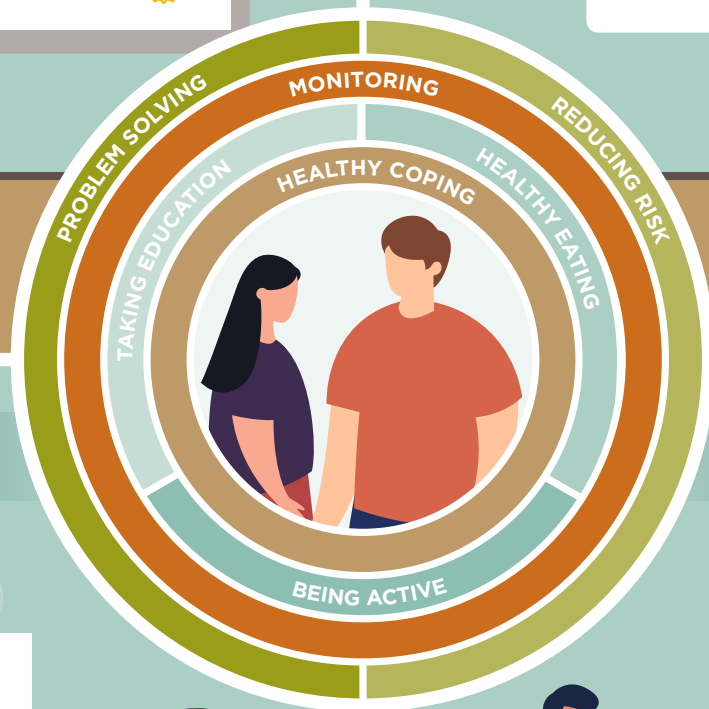 PROBLEM SOLVING
REDUCING RISK
MONITORING
TAKING EDUCATION
HEALTHY EATING
BEING ACTIVE
HEALTHY COPING